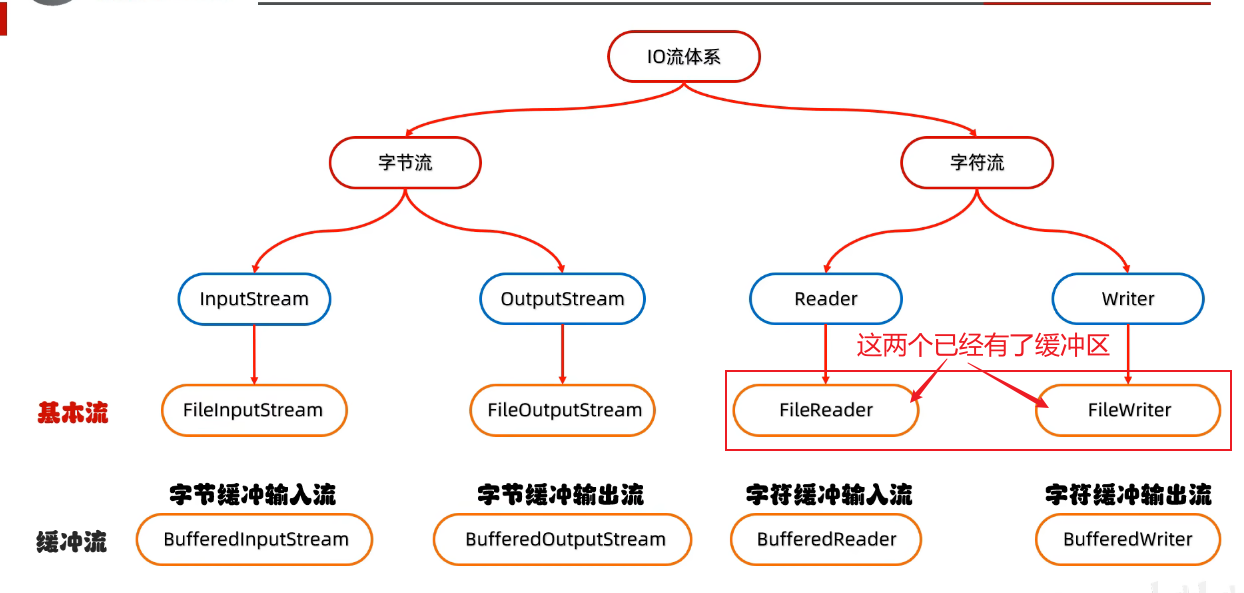 IO流体系
字节流
字符流
InputStream
OutputStream
Reader
Writer
这两个已经有了缓冲区
基本流
FileInputStream
FileOutputStream
FileReader
FileWriter
字节缓冲输入流
字节缓冲输出流
字符缓冲输入流
字符缓冲输出流
缓冲流
BufferedInputStream
BufferedOutputStream
BufferedReader
BufferedWriter